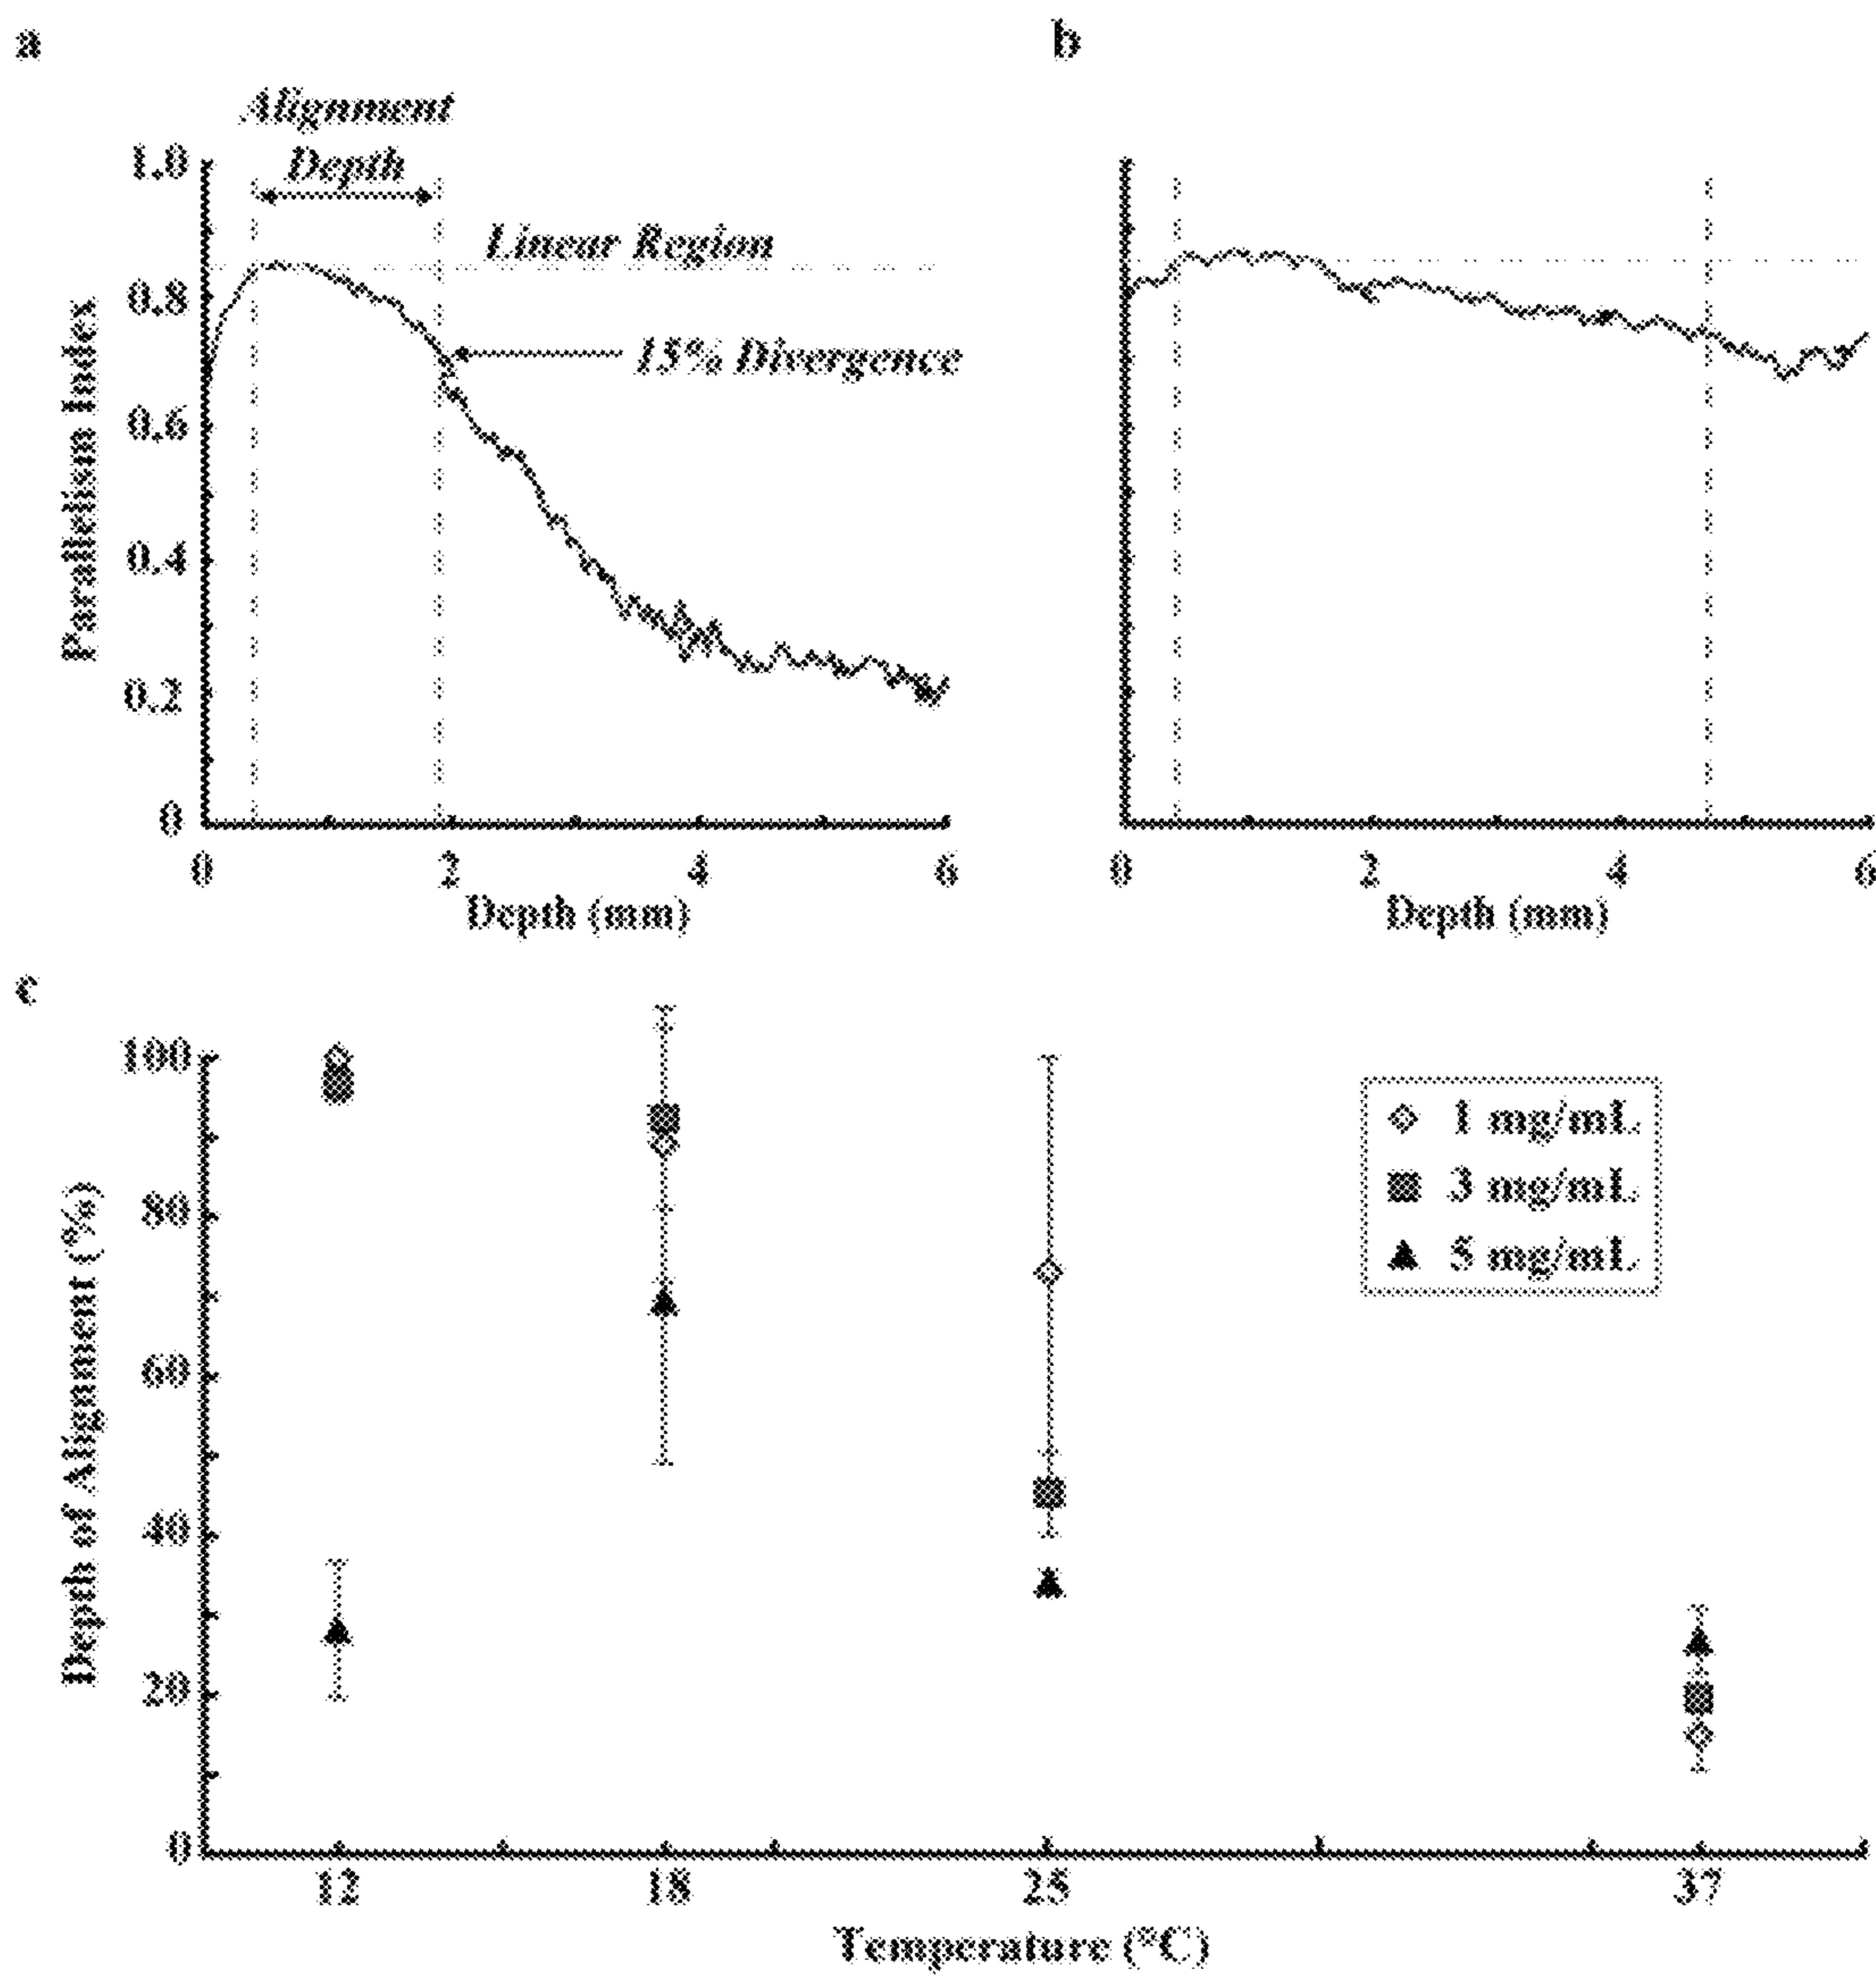 a
Alignment
Depth
Linear Region
15% Divergence
Parallelism Index
1.0
0.8
0.6
0.4
0.2
0
0 2 4 6
Depth (mm)
b
0 2 4 6
Depth (mm)
c
Depth of Alignment (%)
100
80
60
40
20
0
1 mg/mL
3 mg/mL
5 mg/mL
12 18 25 37
Temperature (°C)